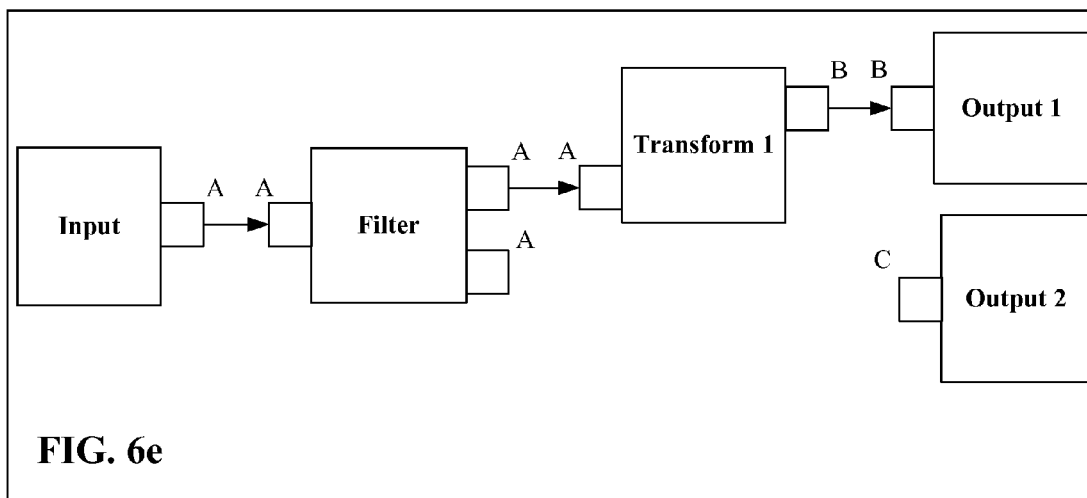 B B
Output 1
Transform 1
A A
A A
Input
Filter
A
C
Output 2
FIG. 6e